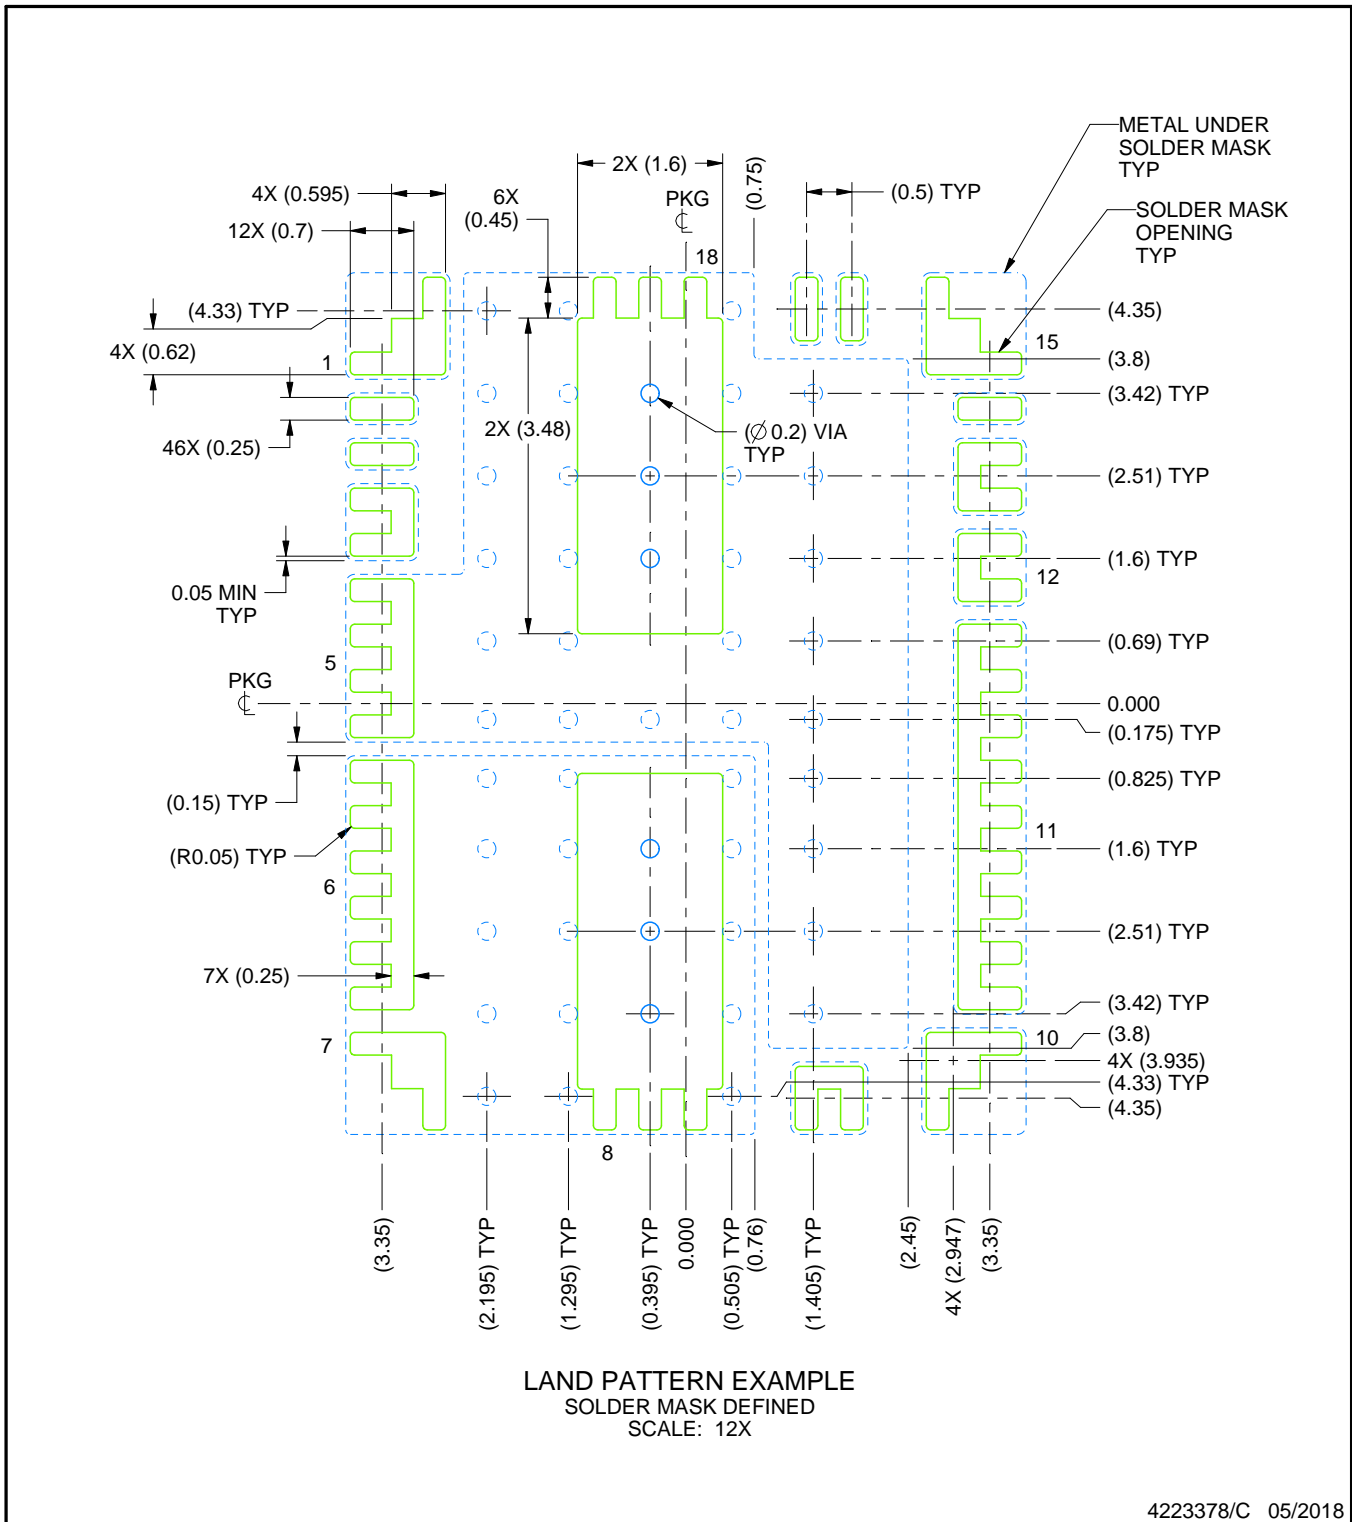 METAL UNDER
SOLDER MASK
TYP
2X (1.6)
(0.75)
(0.5) TYP
4X (0.595)
6X
(0.45)
PKG
℄
SOLDER MASK
OPENING
TYP
12X (0.7)
18
(4.33) TYP
(4.35)
4X (0.62)
1
15
(3.8)
(3.42) TYP
2X (3.48)
(Ø 0.2) VIA
TYP
46X (0.25)
(2.51) TYP
(1.6) TYP
12
0.05 MIN
TYP
(0.69) TYP
5
PKG
℄
0.000
(0.175) TYP
(0.825) TYP
(0.15) TYP
11
(R0.05) TYP
(1.6) TYP
6
(2.51) TYP
7X (0.25)
(3.42) TYP
7
10
(3.8)
4X (3.935)
(4.33) TYP
(4.35)
8
(3.35)
(2.195) TYP
(1.295) TYP
(0.395) TYP
0.000
(0.505) TYP
(0.76)
(1.405) TYP
(2.45)
4X (2.947)
(3.35)
LAND PATTERN EXAMPLE
SOLDER MASK DEFINED
SCALE: 12X
4223378/C 05/2018